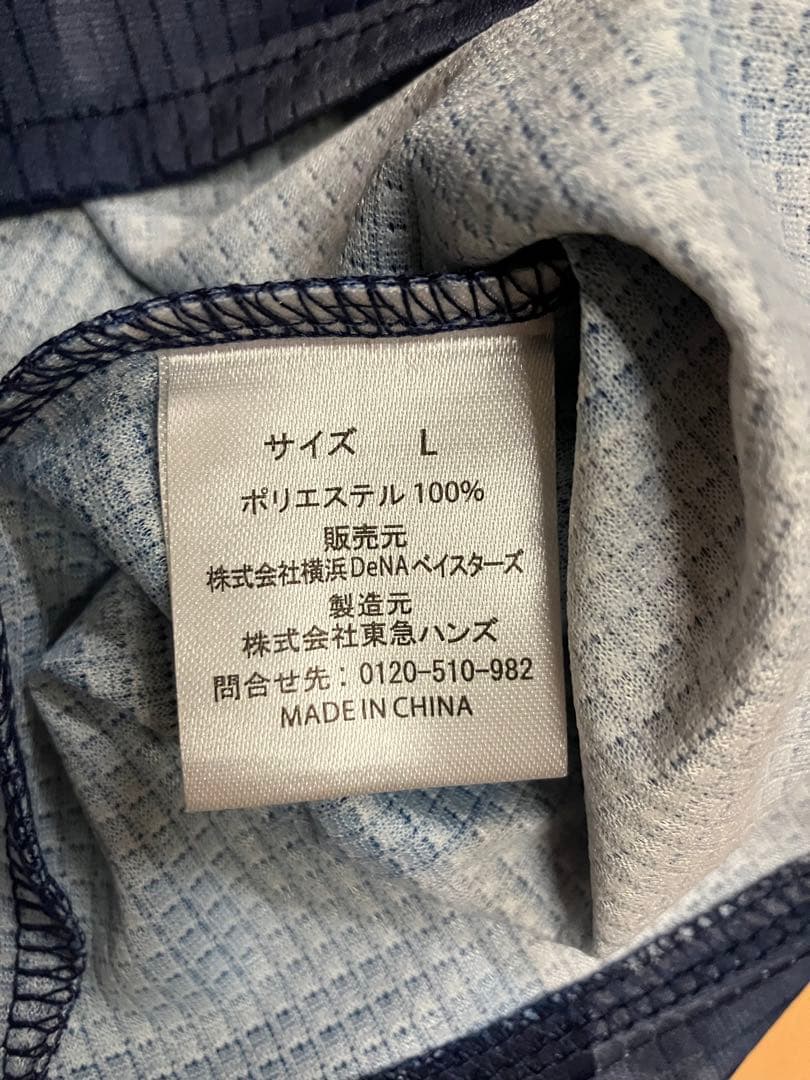 サイズ　L
ポリエステル 100%
販売元
株式会社横浜DeNAベイスターズ
製造元
株式会社東急ハンズ
問合せ先：0120-510-982
MADE IN CHINA